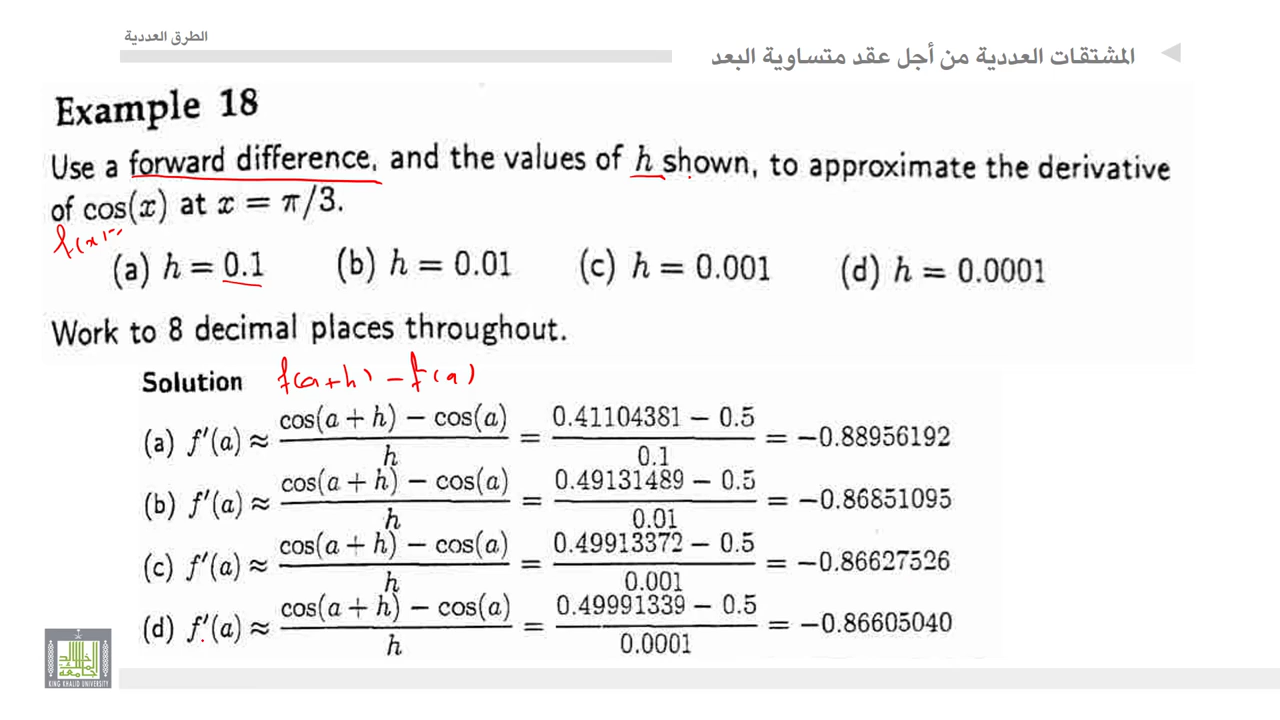 الطرق العددية
المشتقات العددية من أجل عقد متساوية البعد
Example 18
Use a forward difference, and the values of h shown, to approximate the derivative
of cos(x) at x = π/3.
f(x)=
(a) h = 0.1 (b) h = 0.01 (c) h = 0.001 (d) h = 0.0001
Work to 8 decimal places throughout.
Solution f(a+h) − f(a)
(a) f′(a) ≈ cos(a + h) − cos(a) / h = 0.41104381 − 0.5 / 0.1 = −0.88956192
(b) f′(a) ≈ cos(a + h) − cos(a) / h = 0.49131489 − 0.5 / 0.01 = −0.86851095
(c) f′(a) ≈ cos(a + h) − cos(a) / h = 0.49913372 − 0.5 / 0.001 = −0.86627526
(d) f′(a) ≈ cos(a + h) − cos(a) / h = 0.49991339 − 0.5 / 0.0001 = −0.86605040
KING KHALID UNIVERSITY